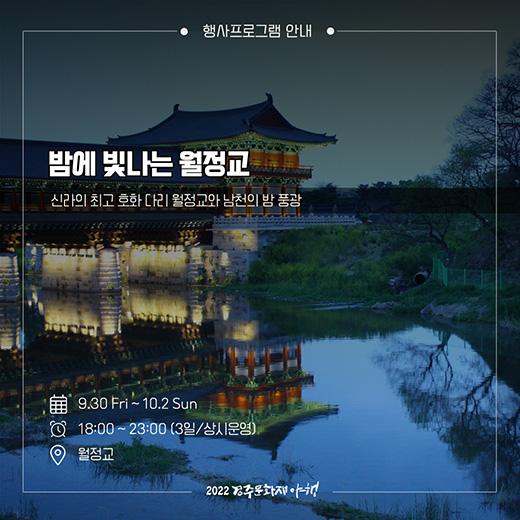 행사프로그램 안내
밤에 빛나는 월정교
신라의 최고 호화 다리 월정교와 남천의 밤 풍광
9.30 Fri ~ 10.2 Sun
18:00 ~ 23:00 (3일/상시운영)
월정교
2022 경주문화재 야행